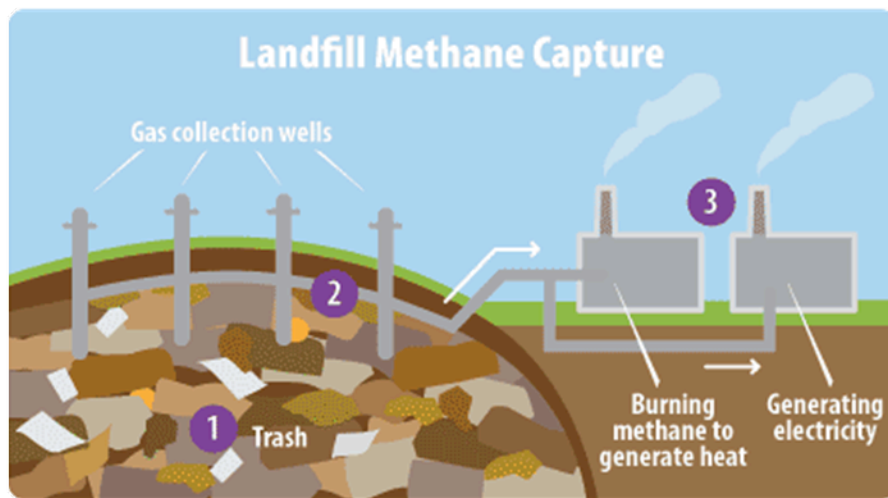 Landfill Methane Capture
Gas collection wells
3
2
1
Trash
Burning
methane to
generate heat
Generating
electricity